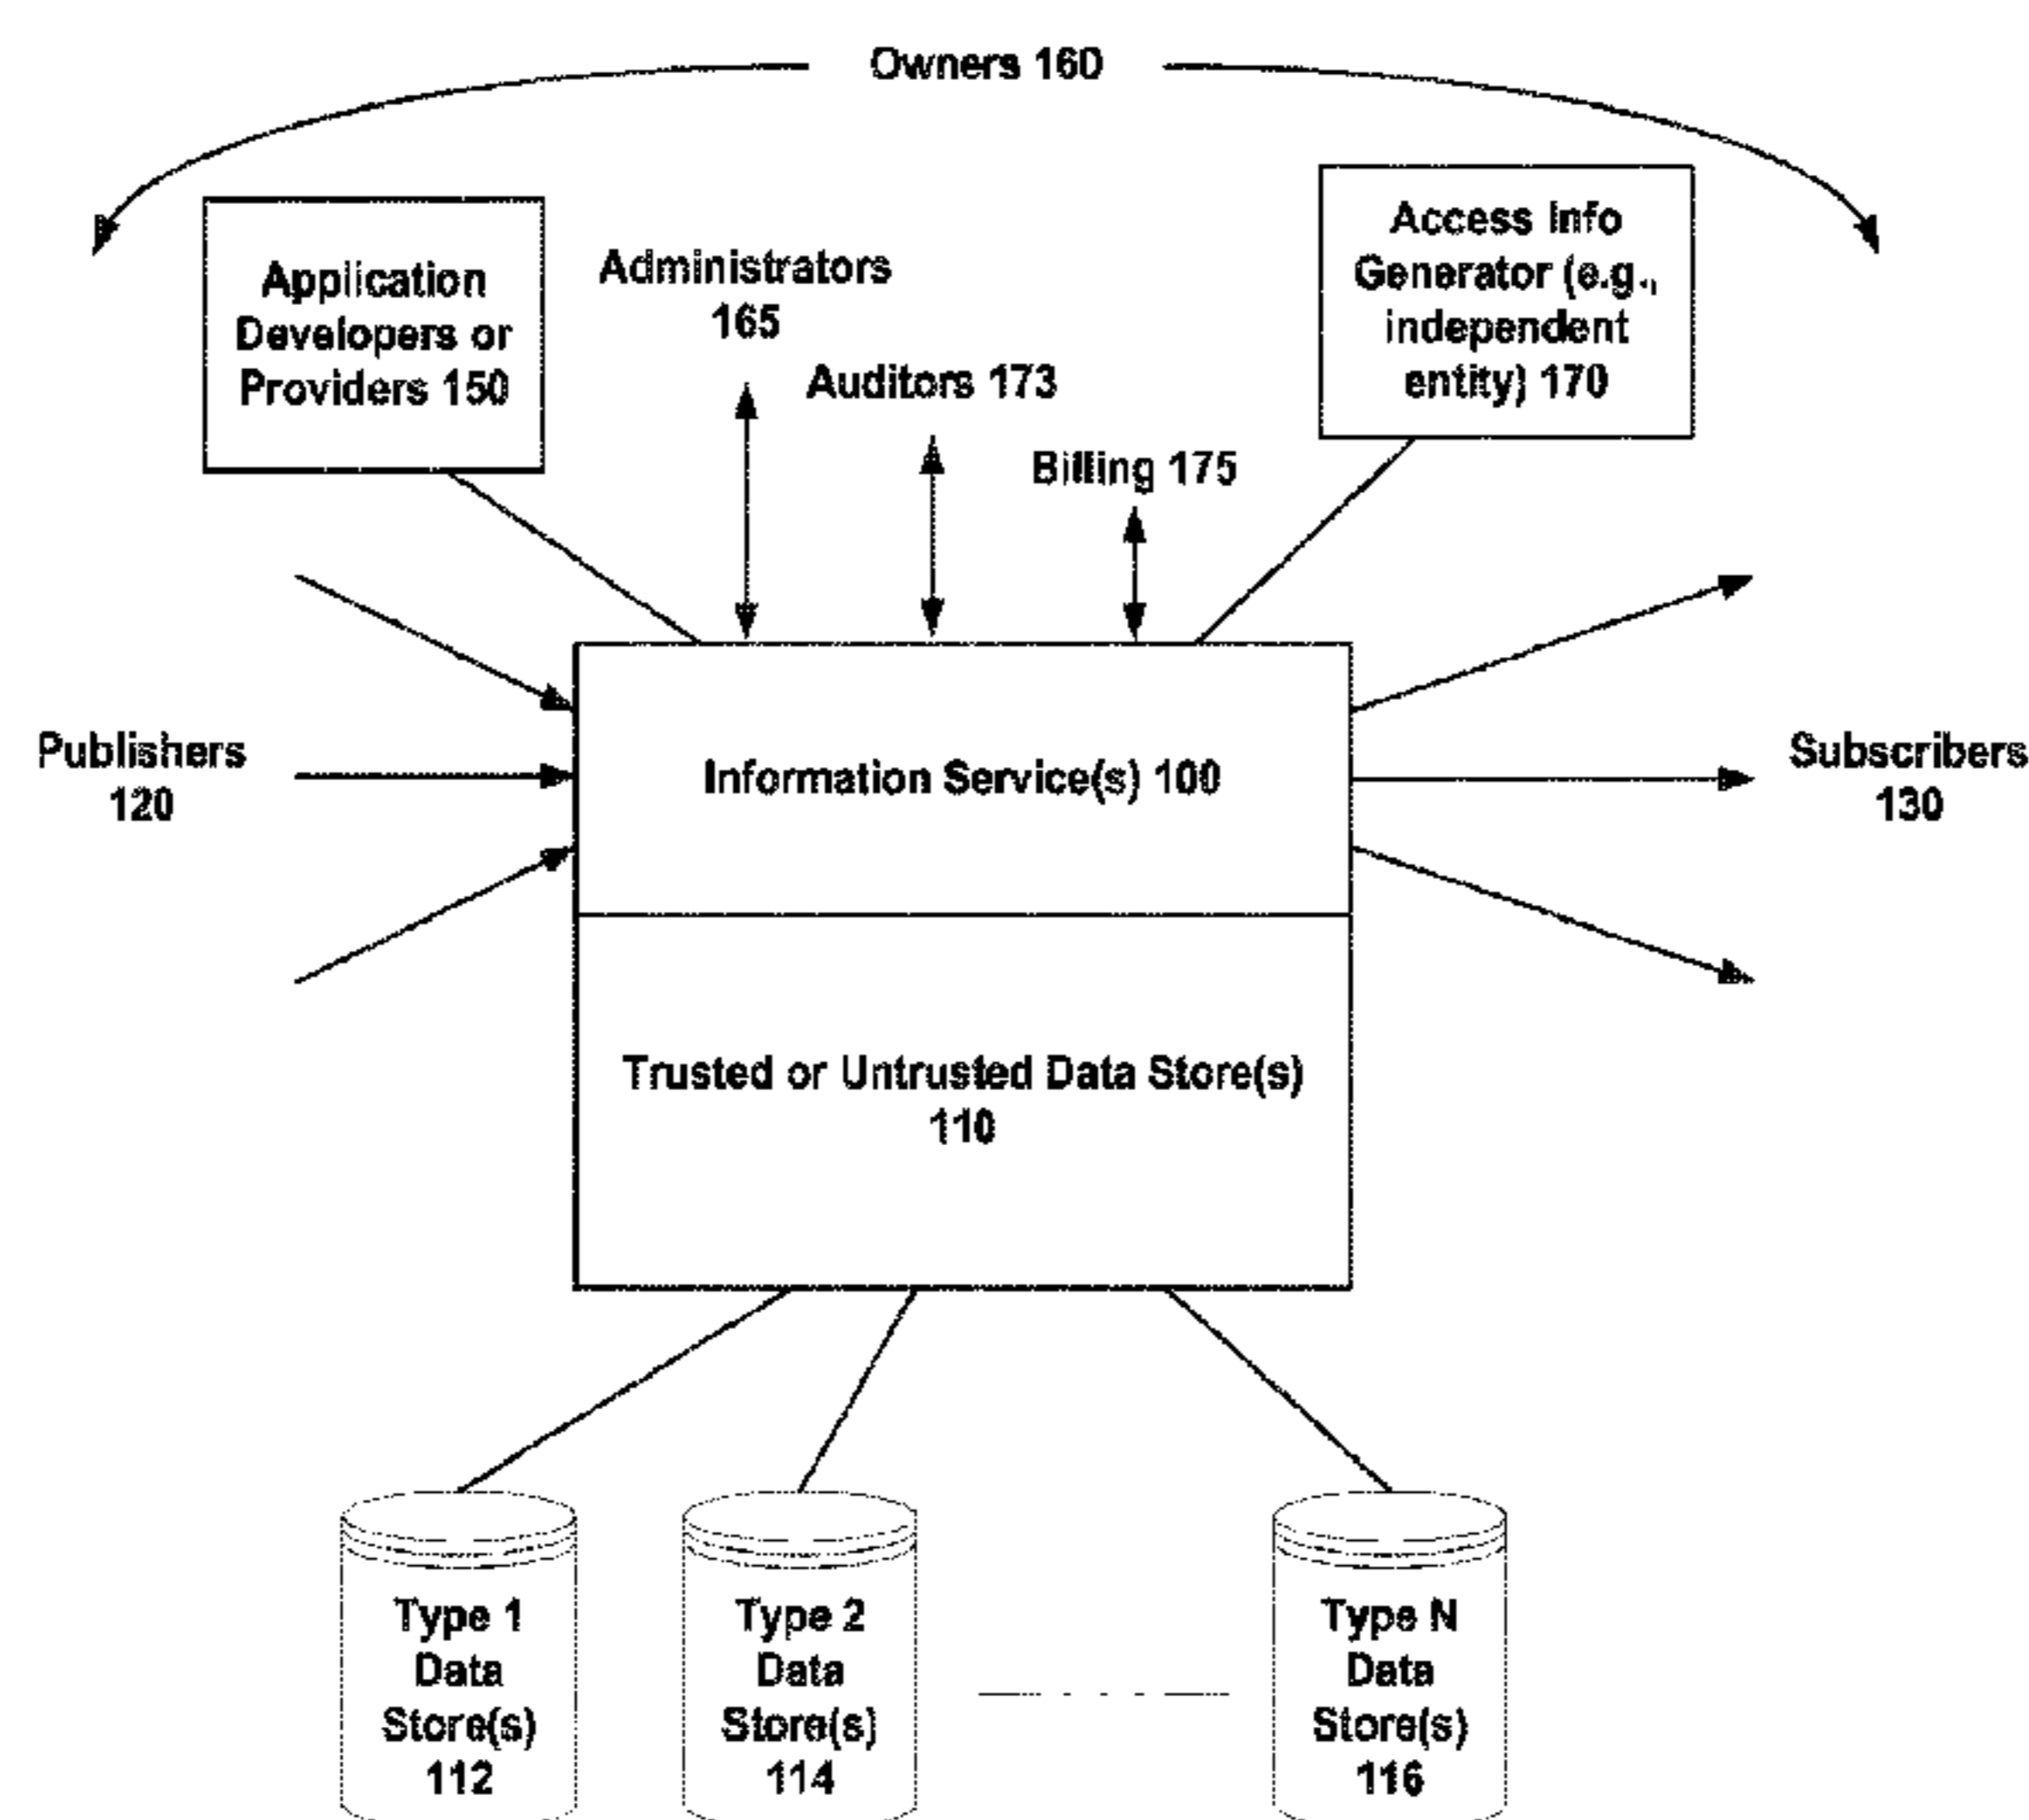 Owners 160
Application
Developers or
Providers 150
Administrators
165
Auditors 173
Billing 175
Access Info
Generator (e.g.,
independent
entity) 170
Publishers
120
Information Service(s) 100
Subscribers
130
Trusted or Untrusted Data Store(s)
110
Type 1
Data
Store(s)
112
Type 2
Data
Store(s)
114
Type N
Data
Store(s)
116